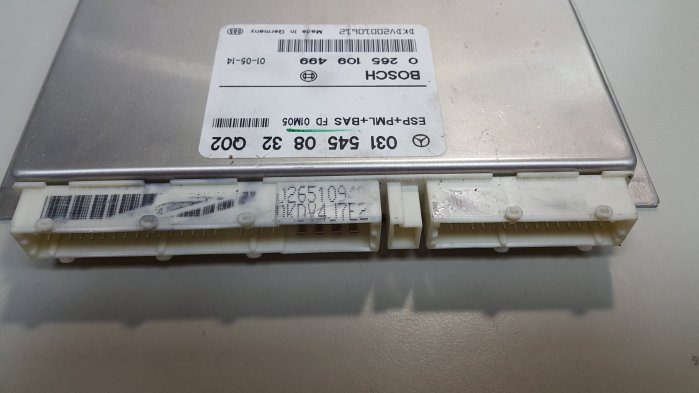 031 545 08 32 Q02
ESP+PML+BAS FD 01M05
BOSCH
0 265 109 499 01-05-14
DKDV20010612 Made in Germany